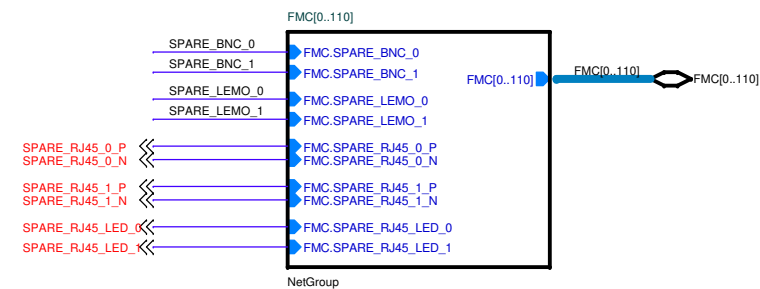 FMC[0..110]
SPARE_BNC_0
FMC.SPARE_BNC_0
SPARE_BNC_1
FMC.SPARE_BNC_1
FMC[0..110]
FMC[0..110]
FMC[0..110]
SPARE_LEMO_0
FMC.SPARE_LEMO_0
SPARE_LEMO_1
FMC.SPARE_LEMO_1
SPARE_RJ45_0_P
FMC.SPARE_RJ45_0_P
SPARE_RJ45_0_N
FMC.SPARE_RJ45_0_N
SPARE_RJ45_1_P
FMC.SPARE_RJ45_1_P
SPARE_RJ45_1_N
FMC.SPARE_RJ45_1_N
SPARE_RJ45_LED_0
FMC.SPARE_RJ45_LED_0
SPARE_RJ45_LED_1
FMC.SPARE_RJ45_LED_1
NetGroup